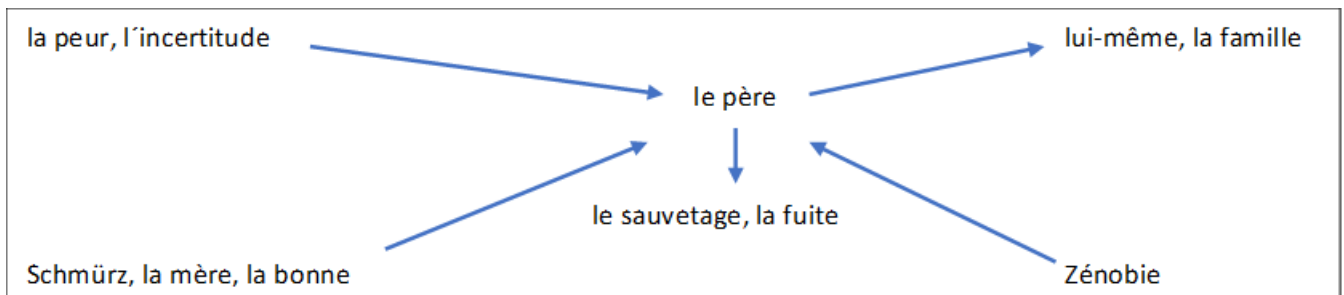 la peur, l´incertitude
lui-même, la famille
le père
le sauvetage, la fuite
Schmürz, la mère, la bonne
Zénobie